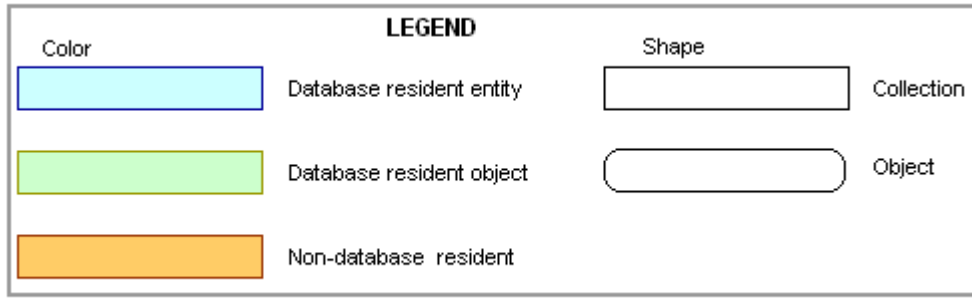 LEGEND
Color
Shape
Database resident entity
Collection
Database resident object
Object
Non-database resident